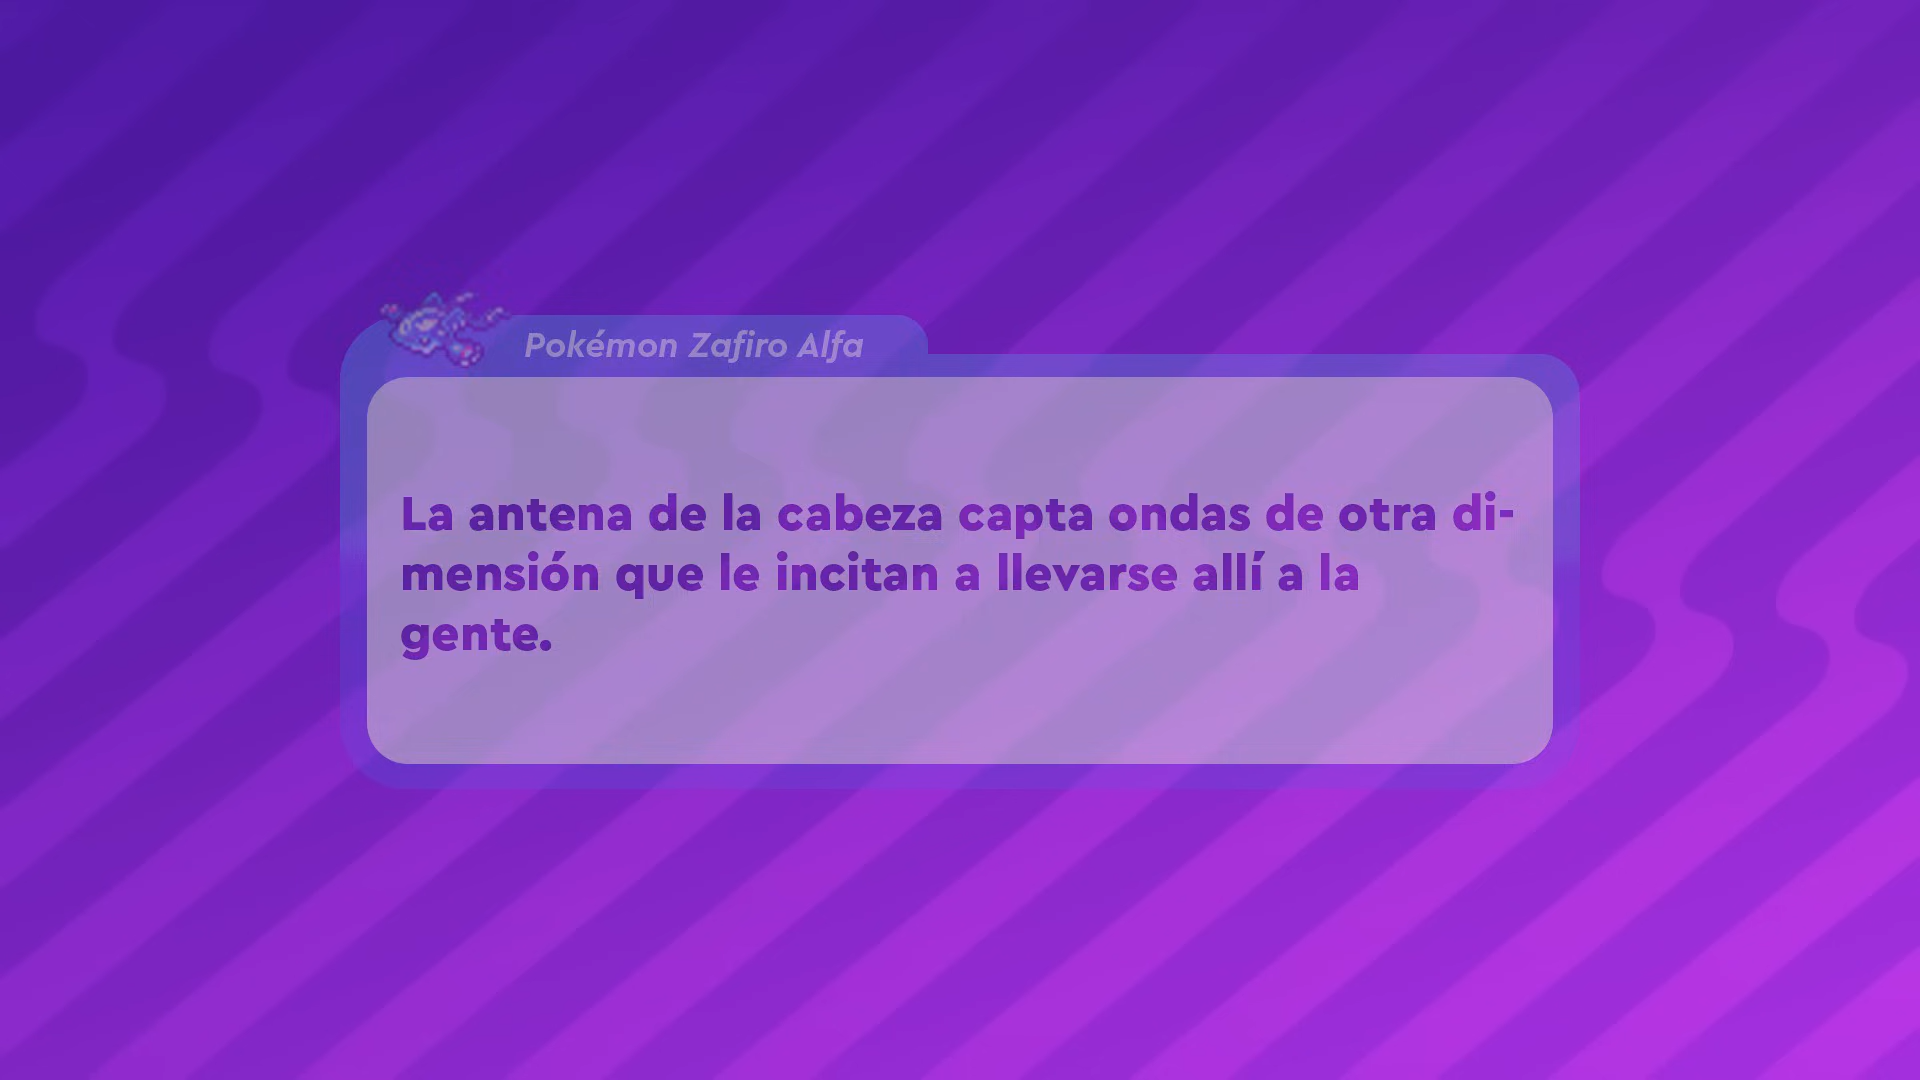 Pokémon Zafiro Alfa
La antena de la cabeza capta ondas de otra di-
mensión que le incitan a llevarse allí a la
gente.